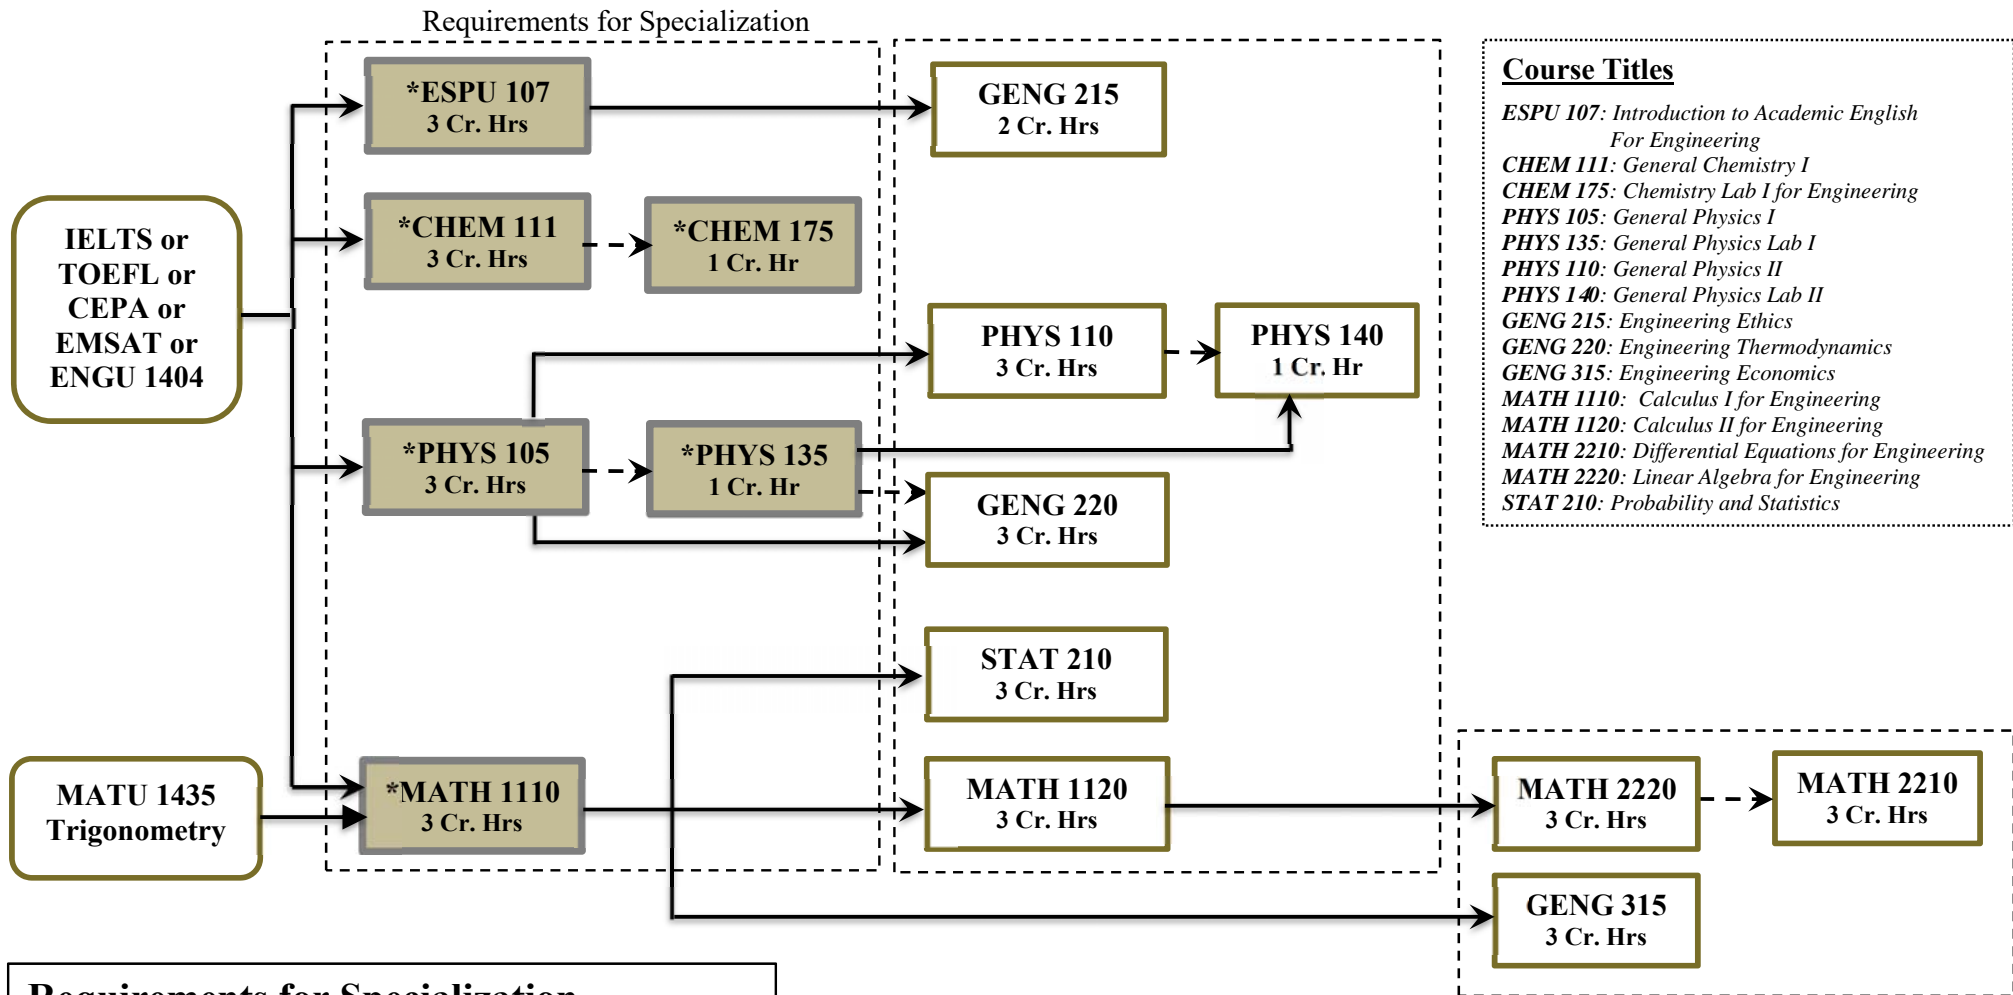 Requirements for Specialization
*ESPU 107
3 Cr. Hrs
GENG 215
2 Cr. Hrs
IELTS or
TOEFL or
CEPA or
EMSAT or
ENGU 1404
*CHEM 111
3 Cr. Hrs
*CHEM 175
1 Cr. Hr
PHYS 110
3 Cr. Hrs
PHYS 140
1 Cr. Hr
*PHYS 105
3 Cr. Hrs
*PHYS 135
1 Cr. Hr
GENG 220
3 Cr. Hrs
STAT 210
3 Cr. Hrs
MATU 1435
Trigonometry
*MATH 1110
3 Cr. Hrs
MATH 1120
3 Cr. Hrs
MATH 2220
3 Cr. Hrs
MATH 2210
3 Cr. Hrs
GENG 315
3 Cr. Hrs
Course Titles
ESPU 107: Introduction to Academic English
For Engineering
CHEM 111: General Chemistry I
CHEM 175: Chemistry Lab I for Engineering
PHYS 105: General Physics I
PHYS 135: General Physics Lab I
PHYS 110: General Physics II
PHYS 140: General Physics Lab II
GENG 215: Engineering Ethics
GENG 220: Engineering Thermodynamics
GENG 315: Engineering Economics
MATH 1110: Calculus I for Engineering
MATH 1120: Calculus II for Engineering
MATH 2210: Differential Equations for Engineering
MATH 2220: Linear Algebra for Engineering
STAT 210: Probability and Statistics
Requirements for Specialization